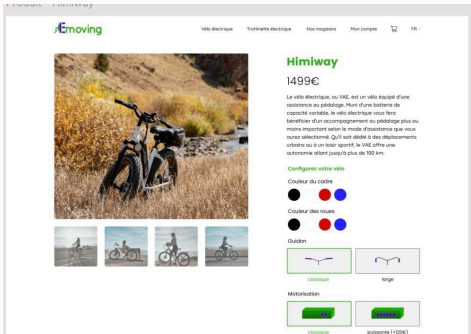 Produit - Himiway
Æmoving
Vélo électrique
Trottinette électrique
Nos magasins
Mon compte
FR
Himiway
1499€
Le vélo électrique, ou VAE, est un vélo équipé d'une
assistance au pédalage. Muni d'une batterie de
capacité variable, le vélo électrique vous fera
bénéficier d'un accompagnement au pédalage plus ou
moins important selon le mode d'assistance que vous
aurez sélectionné. Qu'il soit dédié à des déplacements
urbains ou à un loisir sportif, le VAE offre une
autonomie allant jusqu'à plus de 100 km.
Configurez votre vélo
Couleur du cadre
Couleur des roues
Guidon
classique
large
Motorisation
classique
puissante (+120€)